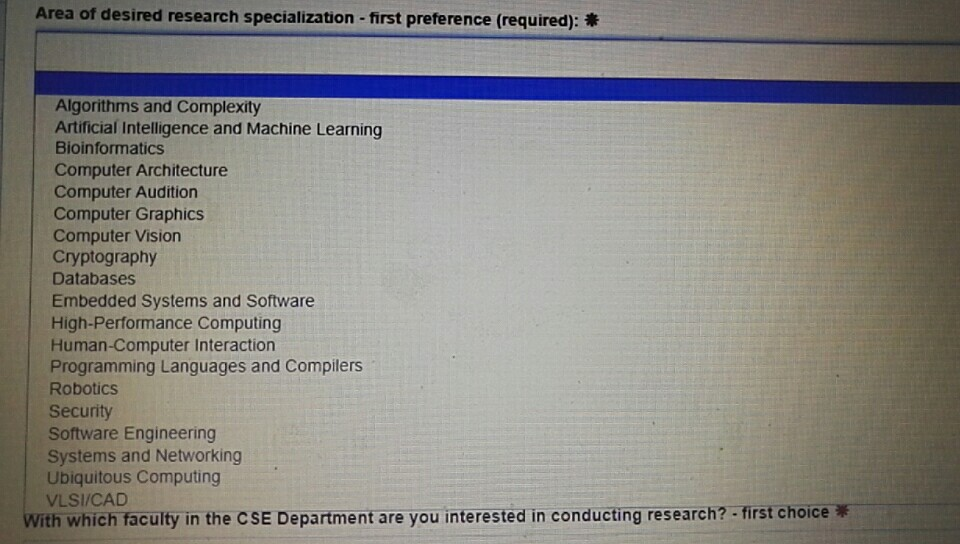 Area of desired research specialization - first preference (required): *
Algorithms and Complexity
Artificial Intelligence and Machine Learning
Bioinformatics
Computer Architecture
Computer Audition
Computer Graphics
Computer Vision
Cryptography
Databases
Embedded Systems and Software
High-Performance Computing
Human-Computer Interaction
Programming Languages and Compilers
Robotics
Security
Software Engineering
Systems and Networking
Ubiquitous Computing
VLSI/CAD
With which faculty in the CSE Department are you interested in conducting research? - first choice *